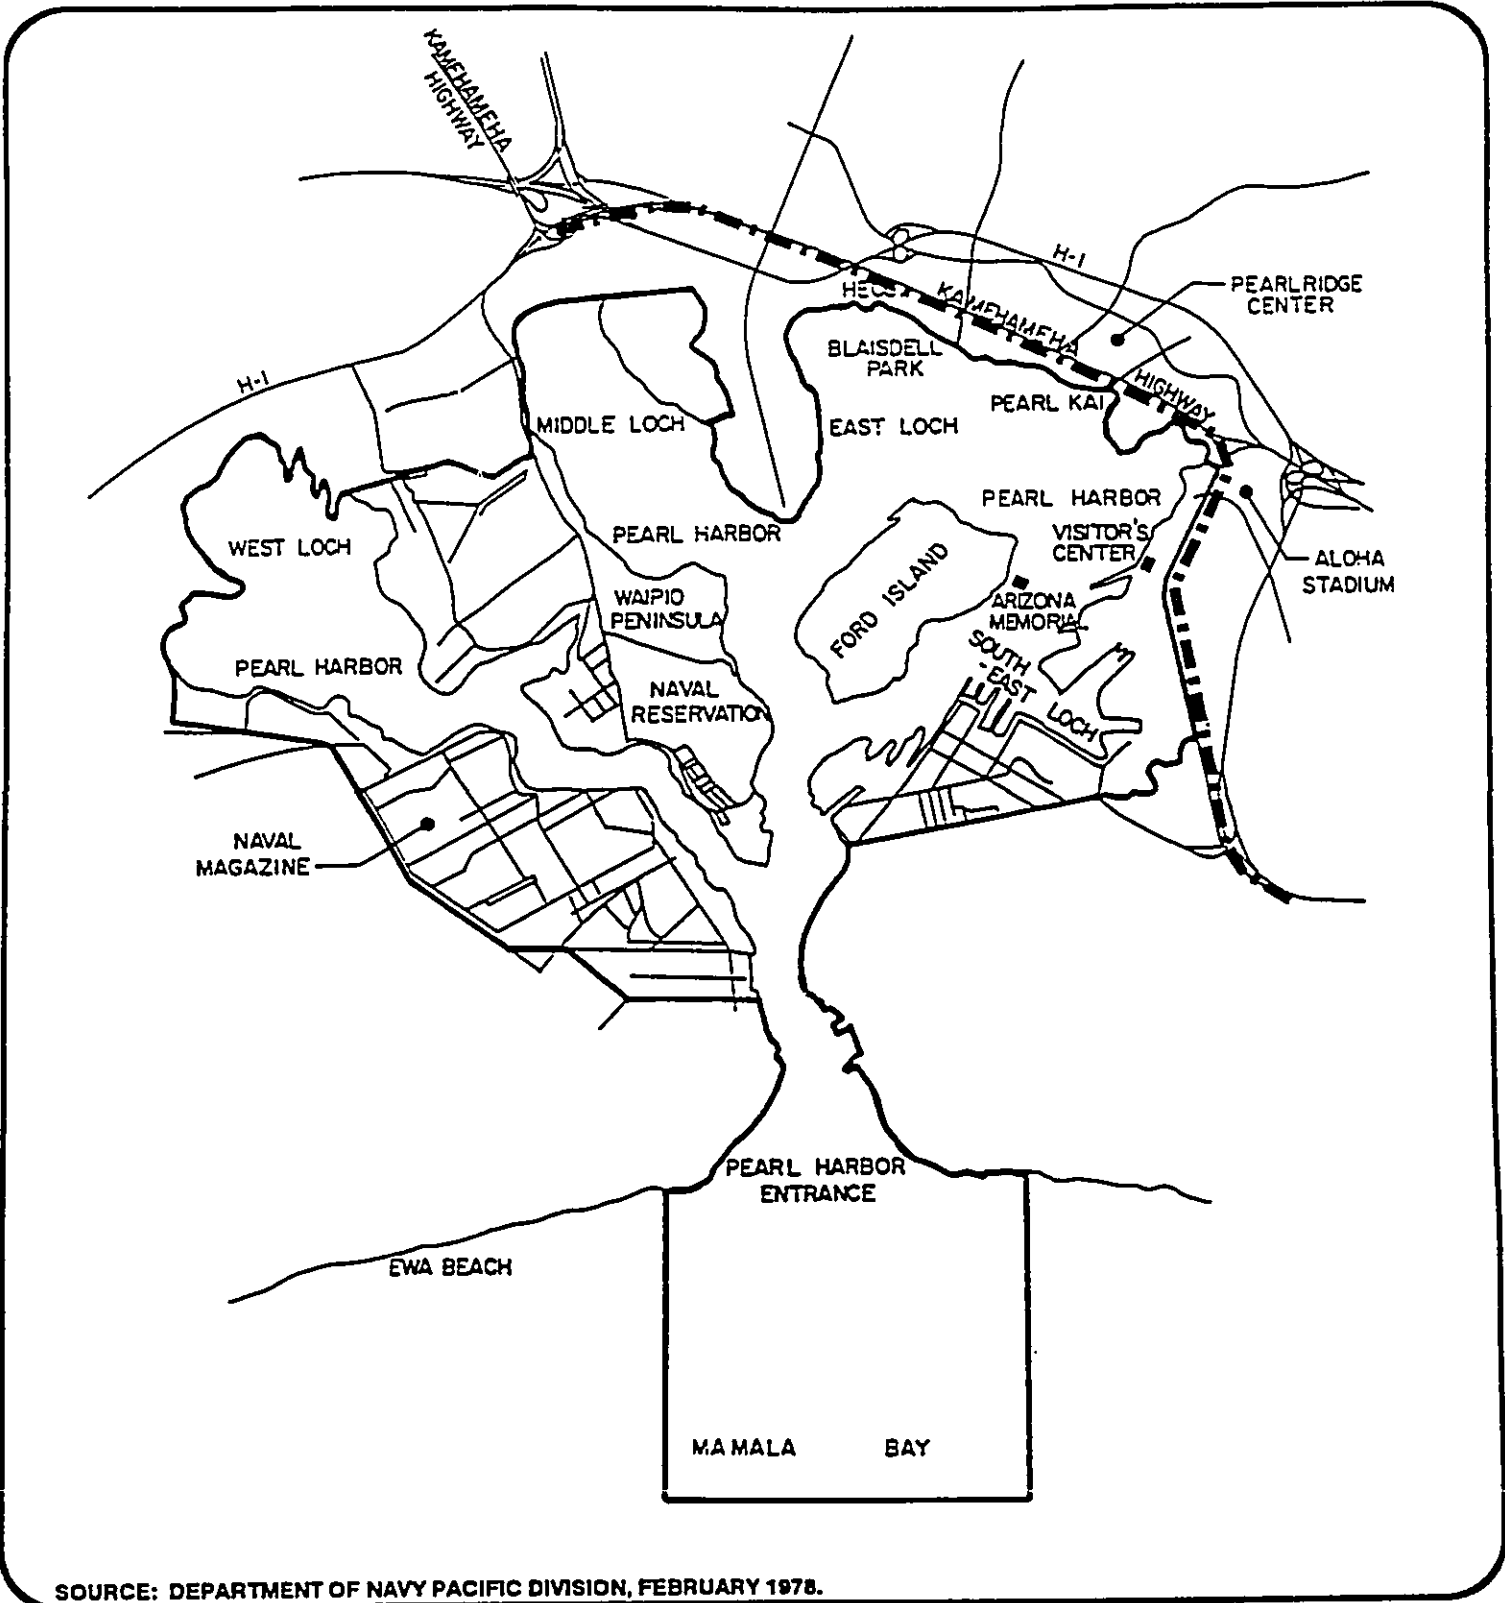 KAMEHAMEHA
HIGHWAY
H-1
PEARLRIDGE
CENTER
KAMEHAMEHA
HIGHWAY
BLAISDELL
PARK
H-1
PEARL KAI
MIDDLE LOCH
EAST LOCH
PEARL HARBOR
VISITOR'S
CENTER
PEARL HARBOR
WEST LOCH
FORD ISLAND
ALOHA
STADIUM
WAIPIO
PENINSULA
ARIZONA
MEMORIAL
SOUTH
-EAST LOCH
PEARL HARBOR
NAVAL
RESERVATION
NAVAL
MAGAZINE
PEARL HARBOR
ENTRANCE
EWA BEACH
MAMALA BAY
SOURCE: DEPARTMENT OF NAVY PACIFIC DIVISION, FEBRUARY 1978.